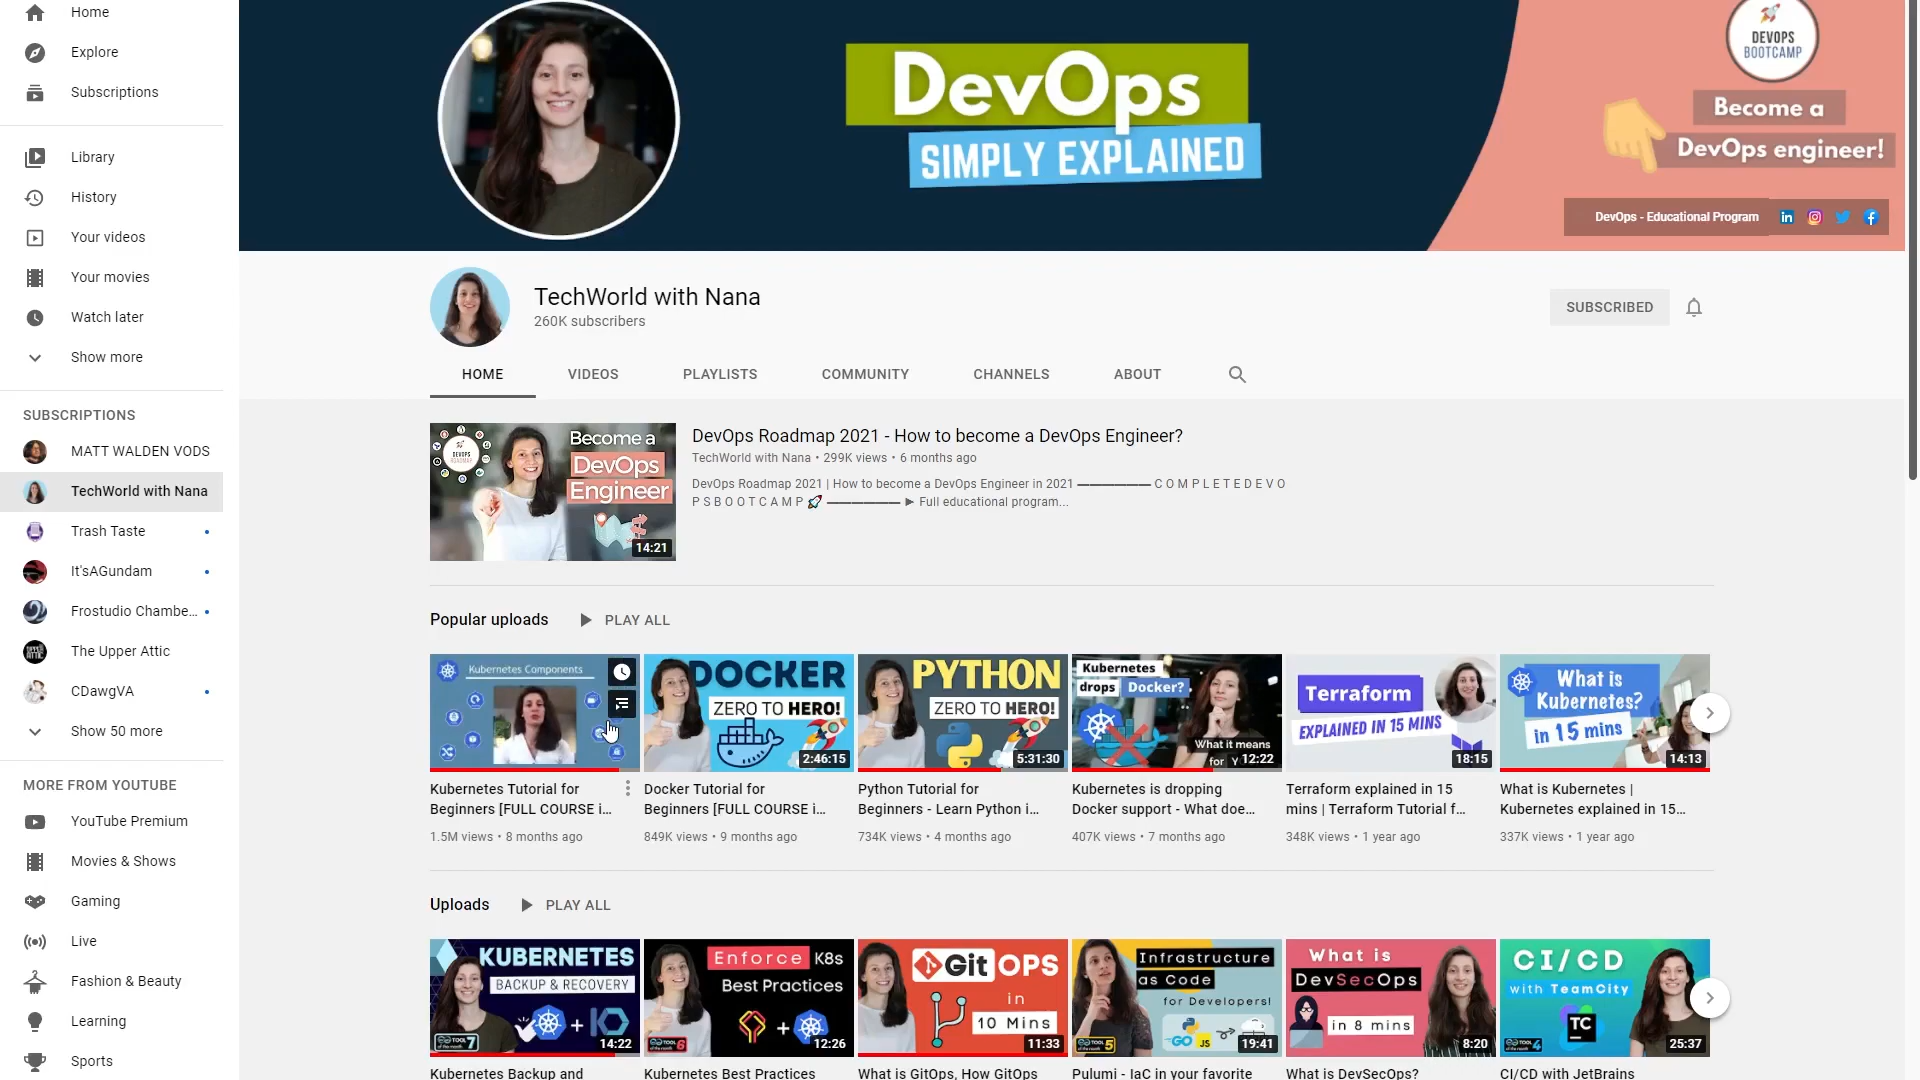 Home
Explore
Subscriptions
Library
History
Your videos
Your movies
Watch later
Show more
SUBSCRIPTIONS
MATT WALDEN VODS
TechWorld with Nana
Trash Taste
It'sAGundam
Frostudio Chambe...
The Upper Attic
CDawgVA
Show 50 more
MORE FROM YOUTUBE
YouTube Premium
Movies & Shows
Gaming
Live
Fashion & Beauty
Learning
Sports
DevOps
SIMPLY EXPLAINED
DEVOPS
BOOTCAMP
Become a
DevOps engineer!
DevOps - Educational Program
TechWorld with Nana
260K subscribers
SUBSCRIBED
HOME
VIDEOS
PLAYLISTS
COMMUNITY
CHANNELS
ABOUT
Become a
DevOps
Engineer
14:21
DevOps Roadmap 2021 - How to become a DevOps Engineer?
TechWorld with Nana • 299K views • 6 months ago
DevOps Roadmap 2021 | How to become a DevOps Engineer in 2021 ————— C O M P L E T E D E V O
P S B O O T C A M P 🚀 ————— ► Full educational program...
Popular uploads
PLAY ALL
Kubernetes Components
Kubernetes Tutorial for
Beginners [FULL COURSE i...
1.5M views • 8 months ago
DOCKER
ZERO TO HERO!
2:46:15
Docker Tutorial for
Beginners [FULL COURSE i...
849K views • 9 months ago
PYTHON
ZERO TO HERO!
5:31:30
Python Tutorial for
Beginners - Learn Python i...
734K views • 4 months ago
Kubernetes
drops Docker?
What it means
for Y
12:22
Kubernetes is dropping
Docker support - What doe...
407K views • 7 months ago
Terraform
EXPLAINED IN 15 MINS
18:15
Terraform explained in 15
mins | Terraform Tutorial f...
348K views • 1 year ago
What is
Kubernetes?
in 15 mins
14:13
What is Kubernetes |
Kubernetes explained in 15...
337K views • 1 year ago
Uploads
PLAY ALL
KUBERNETES
BACKUP & RECOVERY
TOOL 7
14:22
Kubernetes Backup and
Enforce K8s
Best Practices
TOOL 6
12:26
Kubernetes Best Practices
Git OPS
in
10 Mins
11:33
What is GitOps, How GitOps
Infrastructure
as Code
for Developers!
GO JS
TOOL 5
19:41
Pulumi - IaC in your favorite
What is
DevSecOps
in 8 mins
8:20
What is DevSecOps?
CI/CD
with TeamCity
TC
TOOL 4
25:37
CI/CD with JetBrains